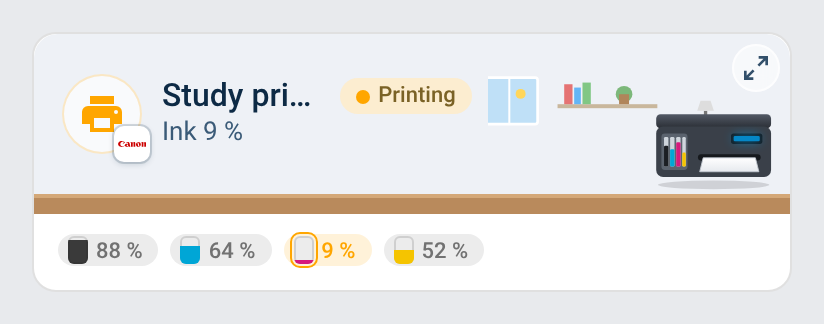 Study pri...
Printing
Ink 9 %
Canon
88 %
64 %
9 %
52 %